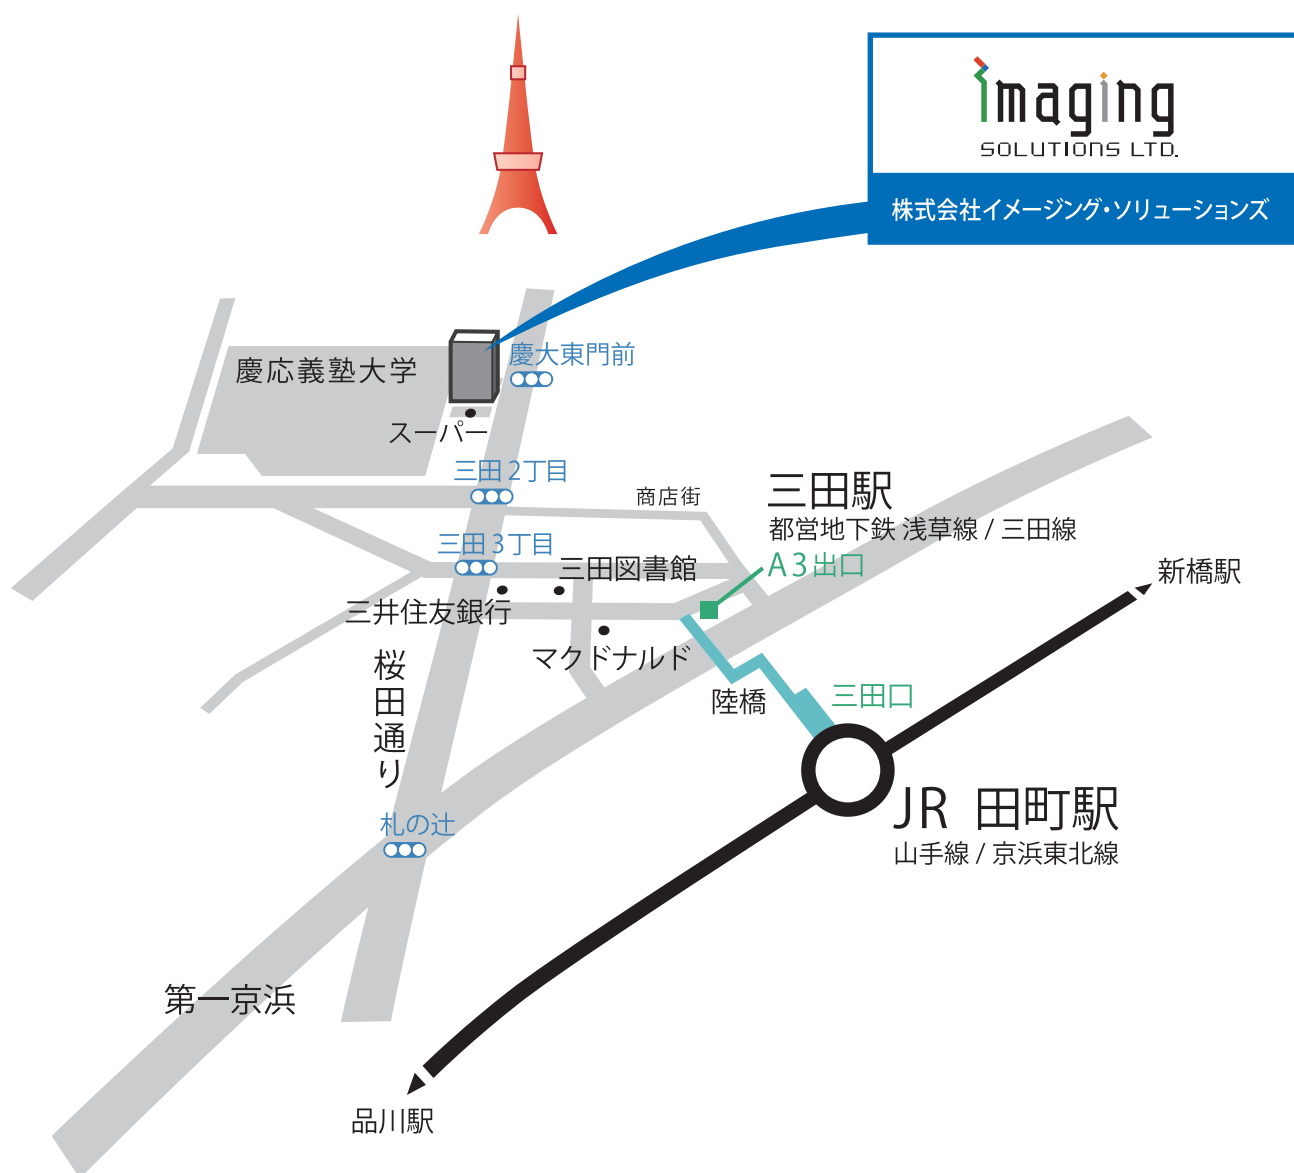 imaging
SOLUTIONS LTD.
株式会社イメージング・ソリューションズ
慶大東門前
慶応義塾大学
スーパー
三田 2丁目
商店街
三田駅
都営地下鉄 浅草線 / 三田線
A3出口
三田 3丁目
三田図書館
新橋駅
三井住友銀行
マクドナルド
桜田通り
陸橋
三田口
JR 田町駅
山手線 / 京浜東北線
札の辻
第一京浜
品川駅